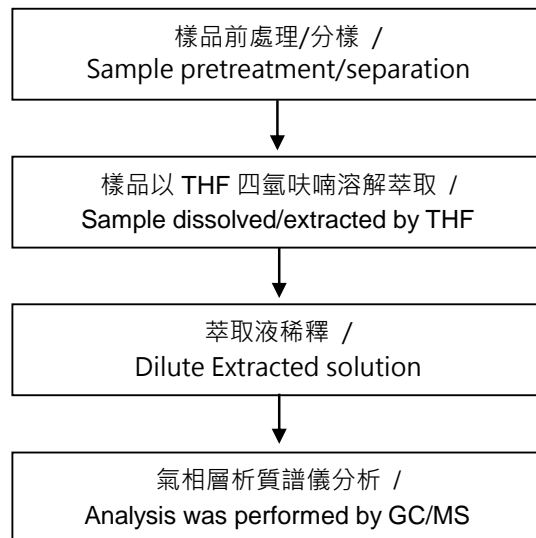 樣品前處理/分樣 /
Sample pretreatment/separation
樣品以 THF 四氫呋喃溶解萃取 /
Sample dissolved/extracted by THF
萃取液稀釋 /
Dilute Extracted solution
氣相層析質譜儀分析 /
Analysis was performed by GC/MS